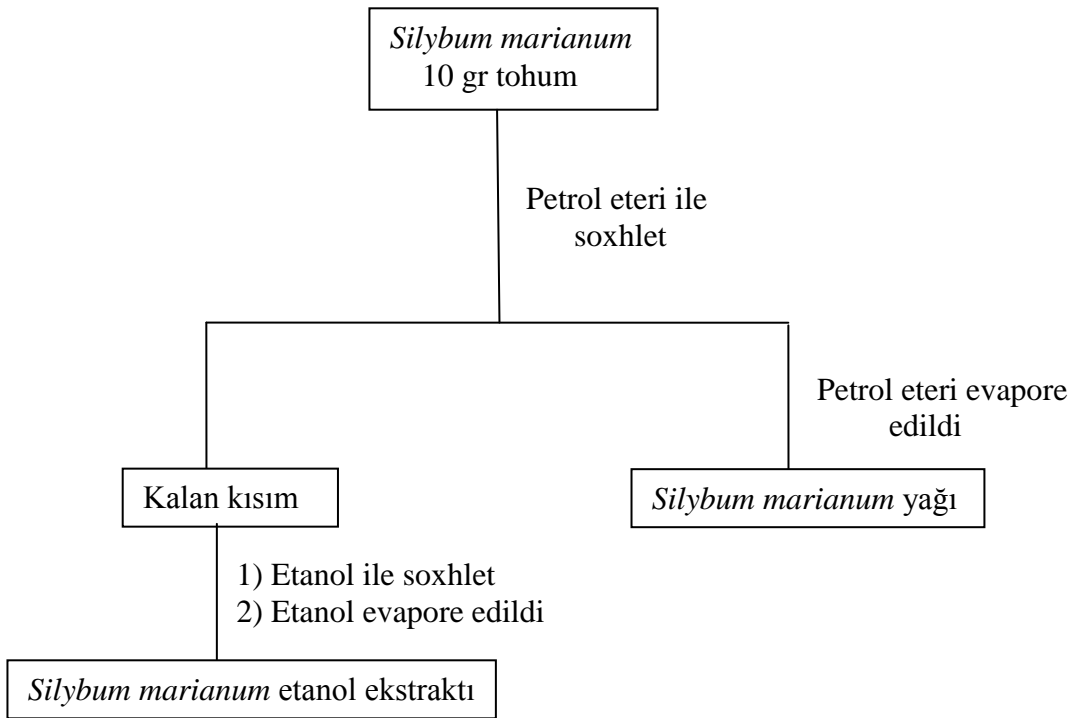 Silybum marianum
10 gr tohum
Petrol eteri ile
soxhlet
Petrol eteri evapore
edildi
Kalan kısım
Silybum marianum yağı
1) Etanol ile soxhlet
2) Etanol evapore edildi
Silybum marianum etanol ekstraktı